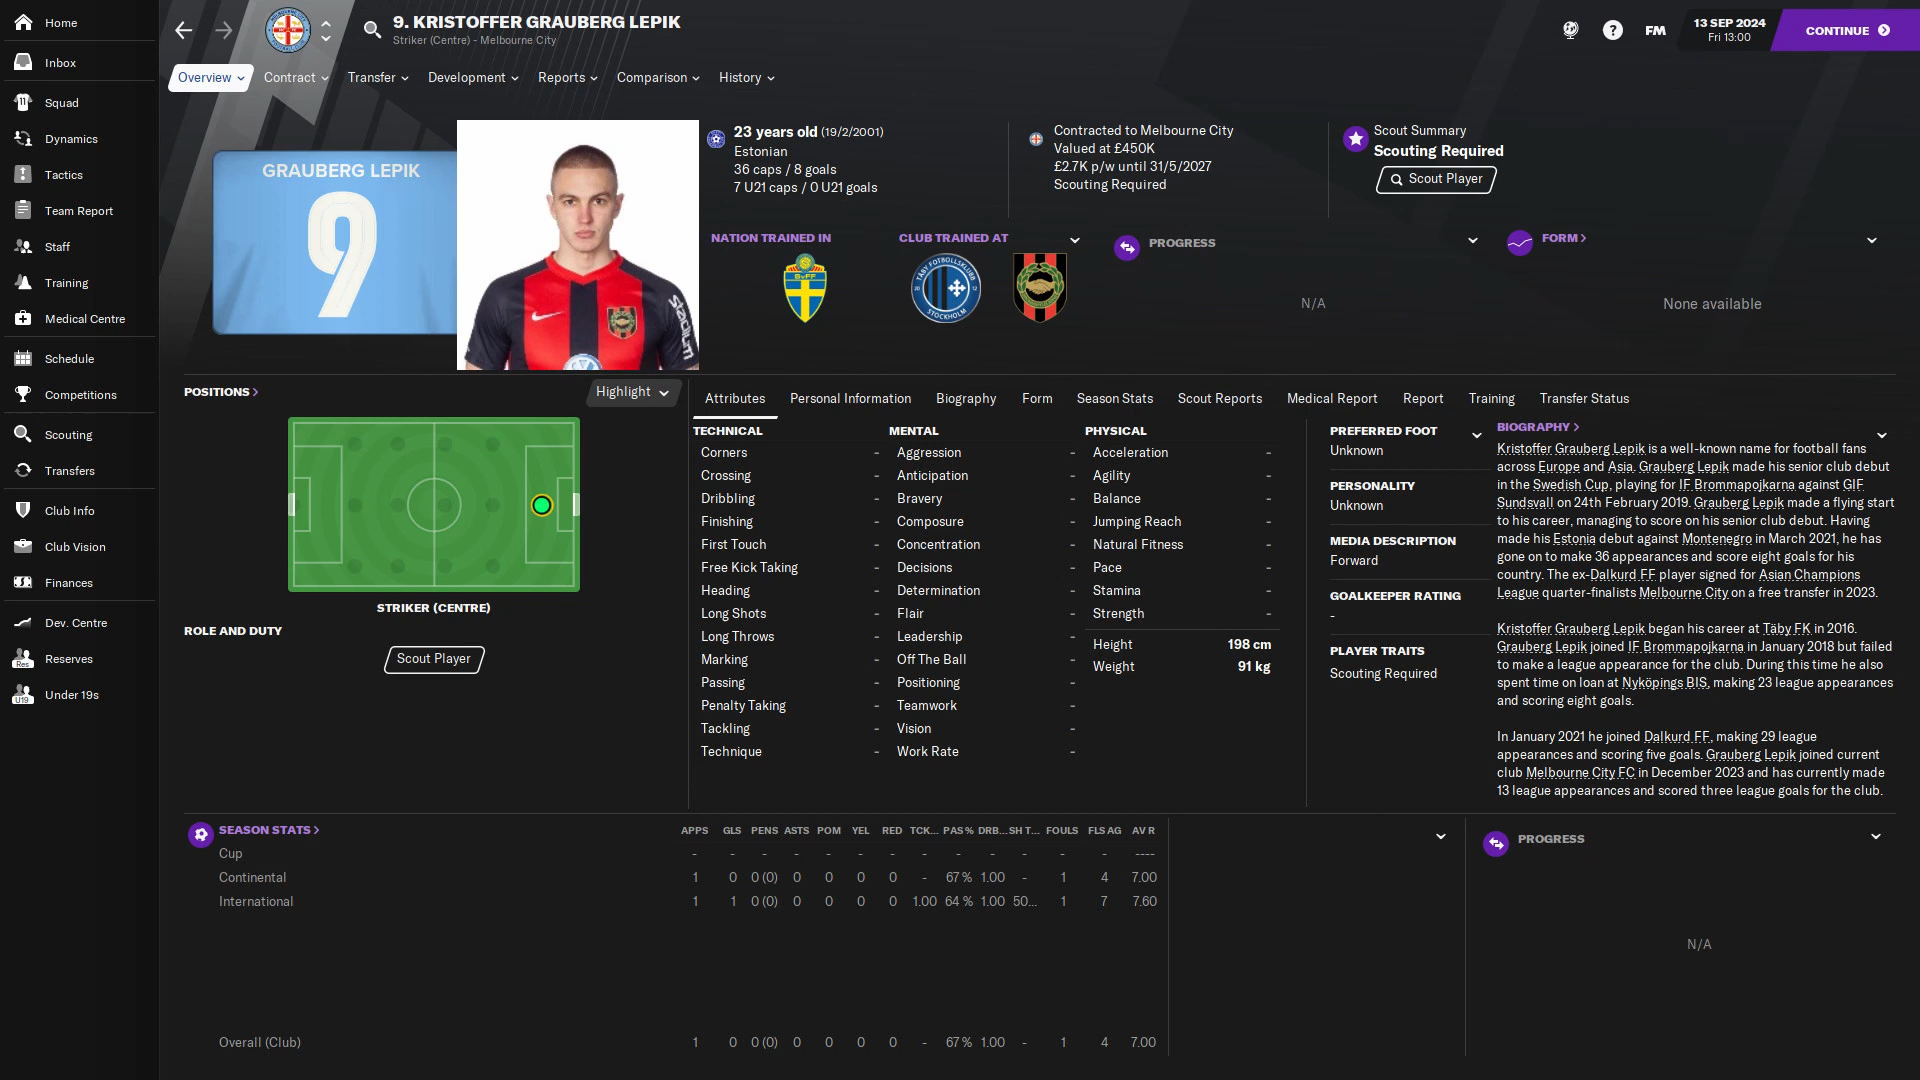 Home
Inbox
Squad
Dynamics
Tactics
Team Report
Staff
Training
Medical Centre
Schedule
Competitions
Scouting
Transfers
Club Info
Club Vision
Finances
Dev. Centre
Reserves
Under 19s
9. KRISTOFFER GRAUBERG LEPIK
Striker (Centre) - Melbourne City
FM
13 SEP 2024
Fri 13:00
CONTINUE
Overview Contract Transfer Development Reports Comparison History
GRAUBERG LEPIK
9
stadium
23 years old (19/2/2001)
Estonian
36 caps / 8 goals
7 U21 caps / 0 U21 goals
Contracted to Melbourne City
Valued at £450K
£2.7K p/w until 31/5/2027
Scouting Required
Scout Summary
Scouting Required
Scout Player
NATION TRAINED IN
SvFF
CLUB TRAINED AT
TÄBY FOTBOLLSKLUBB
20 12
STOCKHOLM
PROGRESS
N/A
FORM
None available
POSITIONS
Highlight
STRIKER (CENTRE)
ROLE AND DUTY
Scout Player
Attributes Personal Information Biography Form Season Stats Scout Reports Medical Report Report Training Transfer Status
TECHNICAL
Corners -
Crossing -
Dribbling -
Finishing -
First Touch -
Free Kick Taking -
Heading -
Long Shots -
Long Throws -
Marking -
Passing -
Penalty Taking -
Tackling -
Technique -
MENTAL
Aggression -
Anticipation -
Bravery -
Composure -
Concentration -
Decisions -
Determination -
Flair -
Leadership -
Off The Ball -
Positioning -
Teamwork -
Vision -
Work Rate -
PHYSICAL
Acceleration -
Agility -
Balance -
Jumping Reach -
Natural Fitness -
Pace -
Stamina -
Strength -
Height 198 cm
Weight 91 kg
PREFERRED FOOT
Unknown
PERSONALITY
Unknown
MEDIA DESCRIPTION
Forward
GOALKEEPER RATING
-
PLAYER TRAITS
Scouting Required
BIOGRAPHY
Kristoffer Grauberg Lepik is a well-known name for football fans
across Europe and Asia. Grauberg Lepik made his senior club debut
in the Swedish Cup, playing for IF Brommapojkarna against GIF
Sundsvall on 24th February 2019. Grauberg Lepik made a flying start
to his career, managing to score on his senior club debut. Having
made his Estonia debut against Montenegro in March 2021, he has
gone on to make 36 appearances and score eight goals for his
country. The ex-Dalkurd FF player signed for Asian Champions
League quarter-finalists Melbourne City on a free transfer in 2023.
Kristoffer Grauberg Lepik began his career at Täby FK in 2016.
Grauberg Lepik joined IF Brommapojkarna in January 2018 but failed
to make a league appearance for the club. During this time he also
spent time on loan at Nyköpings BIS, making 23 league appearances
and scoring eight goals.
In January 2021 he joined Dalkurd FF, making 29 league
appearances and scoring five goals. Grauberg Lepik joined current
club Melbourne City FC in December 2023 and has currently made
13 league appearances and scored three league goals for the club.
SEASON STATS APPS GLS PENS ASTS POM YEL RED TCK... PAS % DRB... SH T... FOULS FLS AG AV R
Cup - - - - - - - - - - - - - ----
Continental 1 0 0 (0) 0 0 0 0 - 67 % 1.00 - 1 4 7.00
International 1 1 0 (0) 0 0 0 0 1.00 64 % 1.00 50... 1 7 7.60
Overall (Club) 1 0 0 (0) 0 0 0 0 - 67 % 1.00 - 1 4 7.00
PROGRESS
N/A